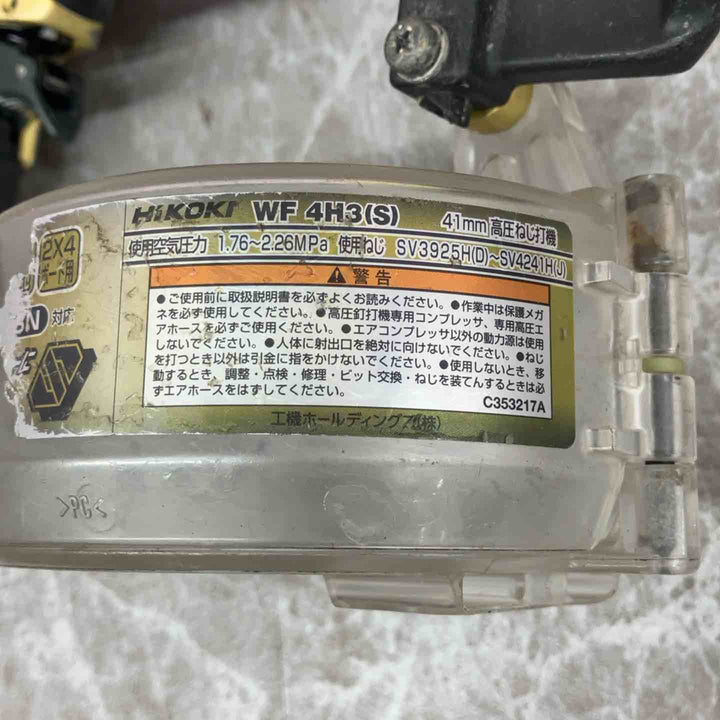 HiKOKI WF 4H3(S) 41mm 高圧ねじ打機
使用空気圧力 1.76~2.26MPa 使用ねじ SV3925H(D)~SV4241H(J)
2×4
ボード用
対応
警告
●ご使用前に取扱説明書を必ずよくお読みください。●作業中は保護メガ
ネを必ず使用してください。●高圧釘打機専用コンプレッサ、専用高圧エ
アホースを必ずご使用ください。●エアコンプレッサ以外の動力源は使用
しないでください。●人体に射出口を絶対に向けないでください。●ねじ
を打つとき以外は引金に指をかけないでください。●使用しないとき、移
動するとき、調整・点検・修理・ビット交換・ねじを装てんするときは必
ずエアホースをはずしてください。
C353217A
工機ホールディングス(株)
>PC<